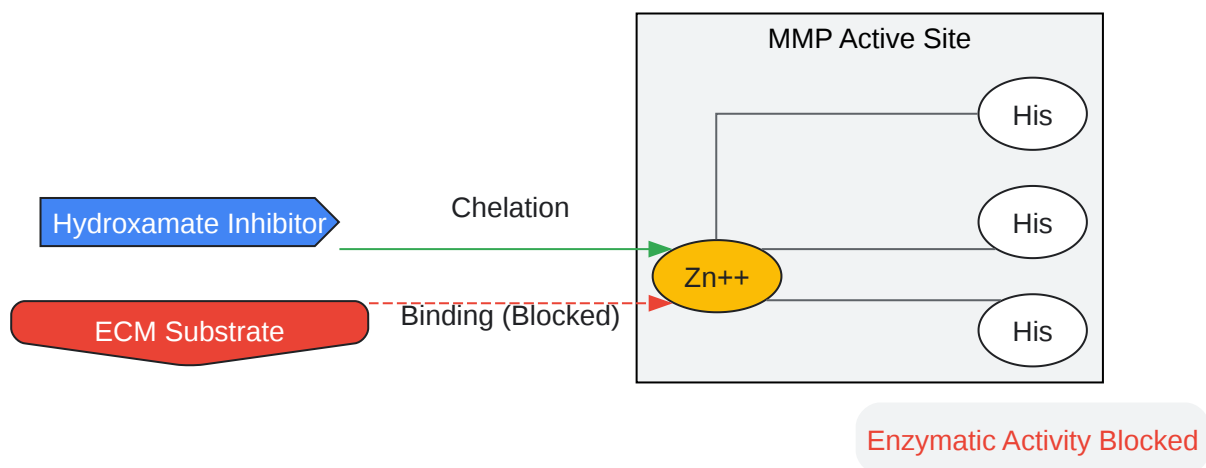 MMP Active Site
His
Hydroxamate Inhibitor
Chelation
His
Zn++
ECM Substrate
Binding (Blocked)
His
Enzymatic Activity Blocked